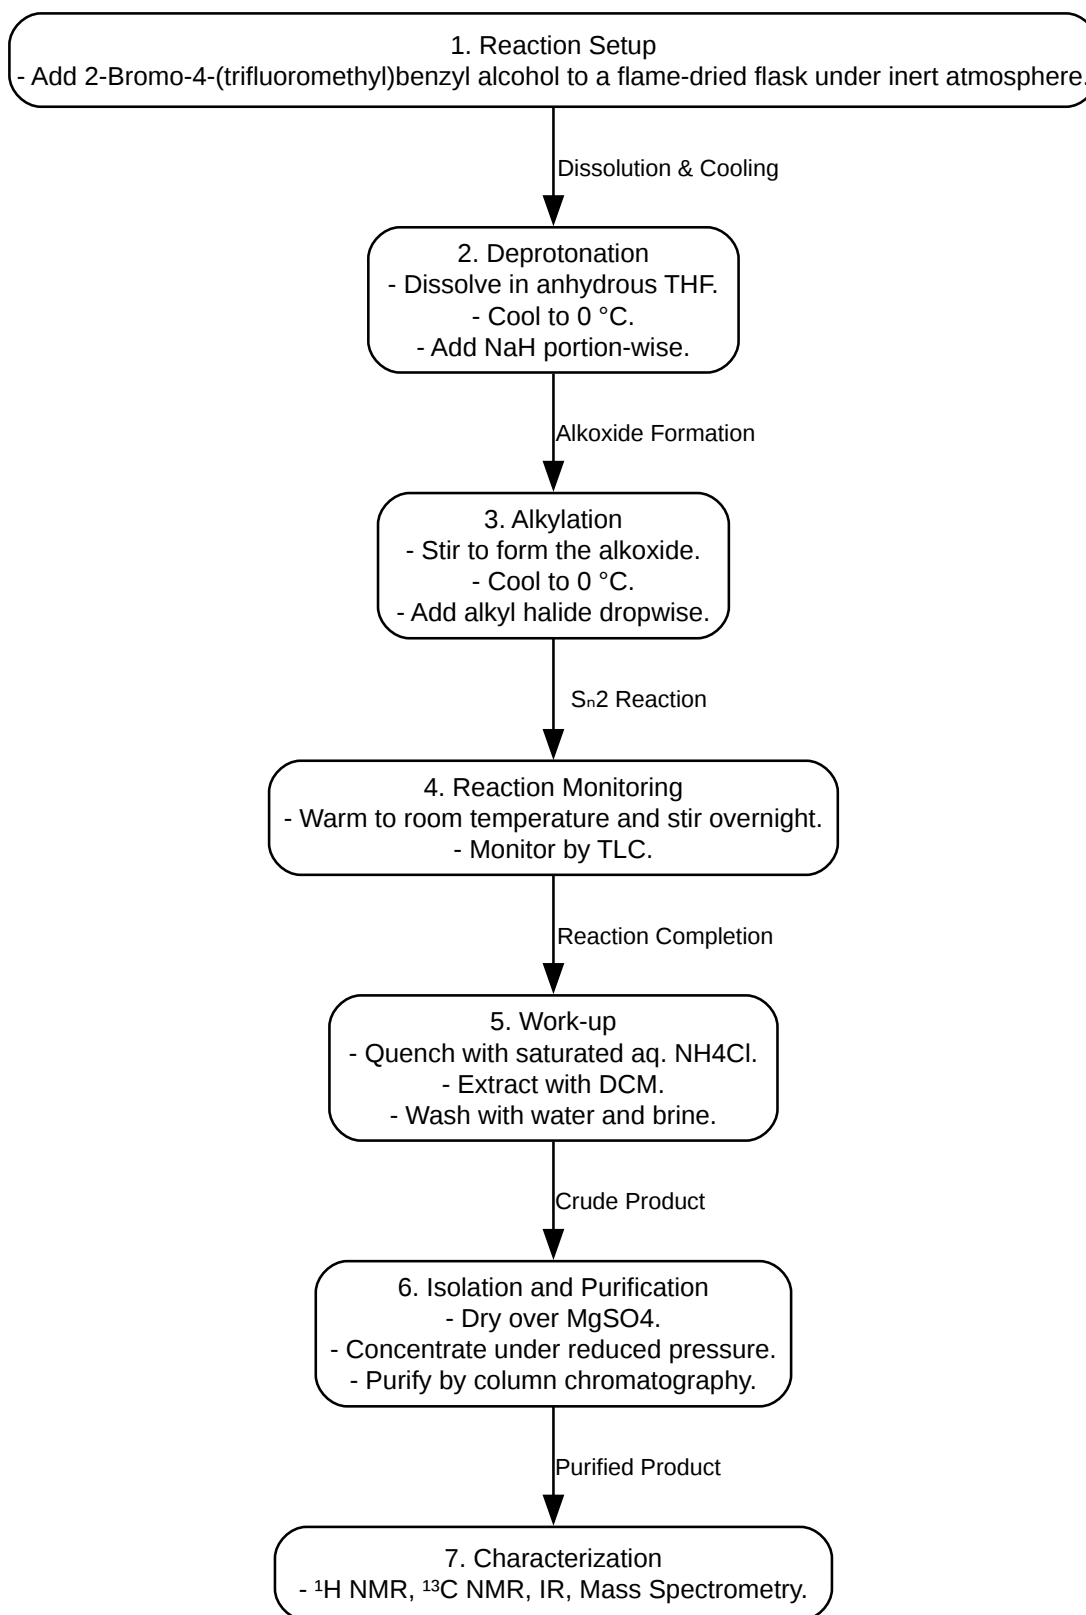 1. Reaction Setup
- Add 2-Bromo-4-(trifluoromethyl)benzyl alcohol to a flame-dried flask under inert atmosphere.
Dissolution & Cooling
2. Deprotonation
- Dissolve in anhydrous THF.
- Cool to 0 °C.
- Add NaH portion-wise.
Alkoxide Formation
3. Alkylation
- Stir to form the alkoxide.
- Cool to 0 °C.
- Add alkyl halide dropwise.
Sₙ2 Reaction
4. Reaction Monitoring
- Warm to room temperature and stir overnight.
- Monitor by TLC.
Reaction Completion
5. Work-up
- Quench with saturated aq. NH4Cl.
- Extract with DCM.
- Wash with water and brine.
Crude Product
6. Isolation and Purification
- Dry over MgSO4.
- Concentrate under reduced pressure.
- Purify by column chromatography.
Purified Product
7. Characterization
- ¹H NMR, ¹³C NMR, IR, Mass Spectrometry.